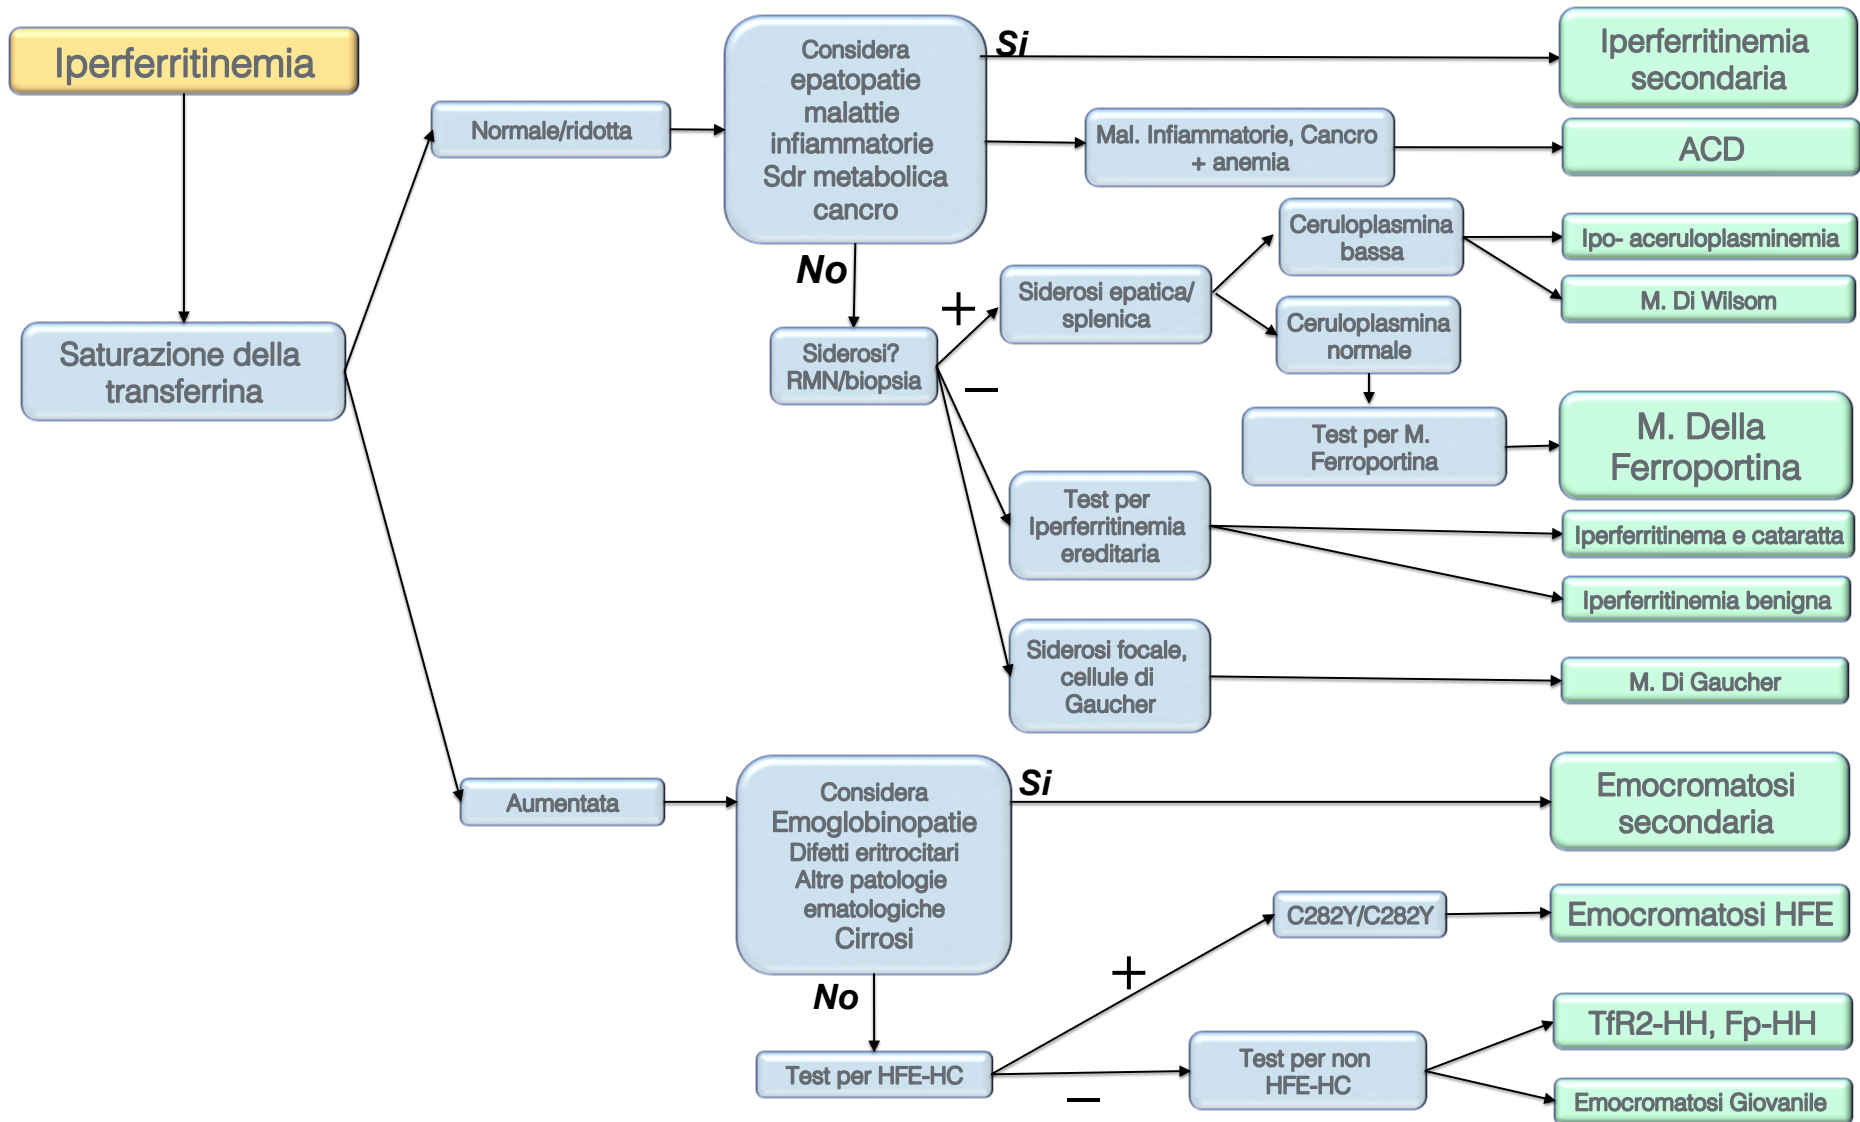 Iperferritinemia
Saturazione della
transferrina
Normale/ridotta
Considera
epatopatie
malattie
infiammatorie
Sdr metabolica
cancro
Si
Iperferritinemia
secondaria
Mal. Infiammatorie, Cancro
+ anemia
ACD
No
Siderosi?
RMN/biopsia
+
Siderosi epatica/
splenica
Ceruloplasmina
bassa
Ipo- aceruloplasminemia
M. Di Wilsom
Ceruloplasmina
normale
Test per M.
Ferroportina
M. Della
Ferroportina
–
Test per
Iperferritinemia
ereditaria
Iperferritinema e cataratta
Iperferritinemia benigna
Siderosi focale,
cellule di
Gaucher
M. Di Gaucher
Aumentata
Considera
Emoglobinopatie
Difetti eritrocitari
Altre patologie
ematologiche
Cirrosi
Si
Emocromatosi
secondaria
No
Test per HFE-HC
+
C282Y/C282Y
Emocromatosi HFE
–
Test per non
HFE-HC
TfR2-HH, Fp-HH
Emocromatosi Giovanile